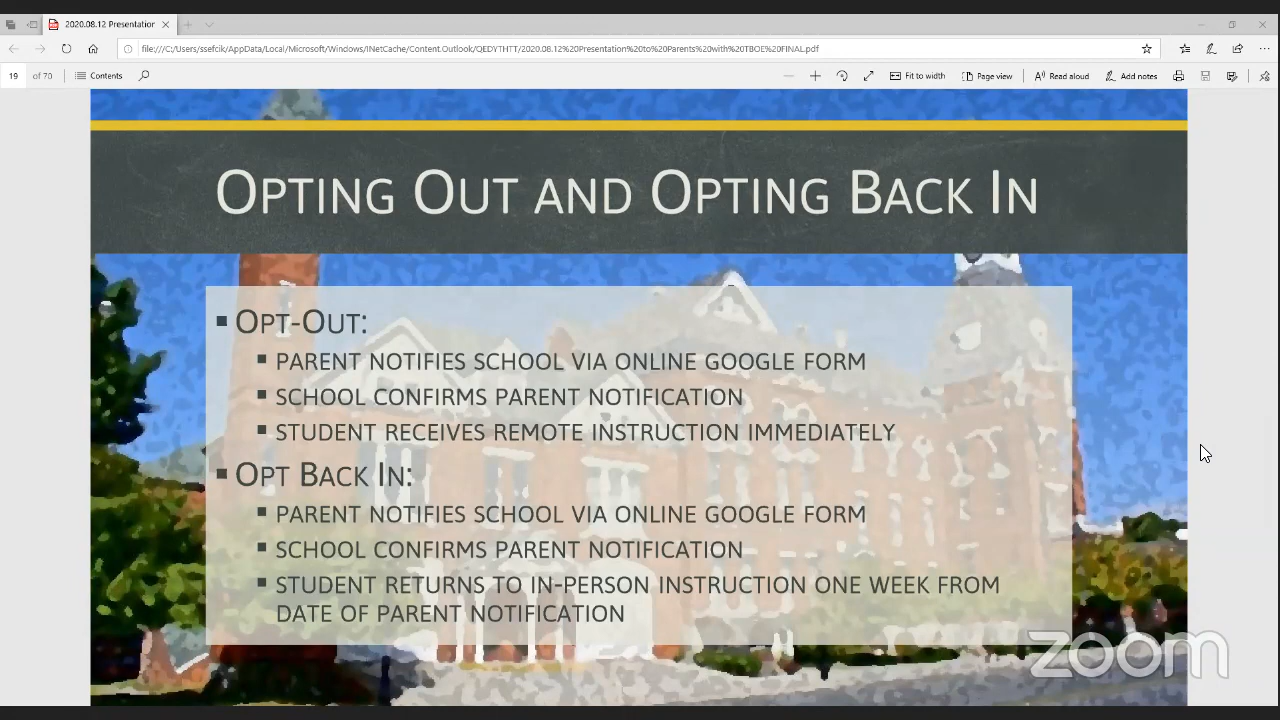 2020.08.12 Presentation
file:///C:/Users/ssefcik/AppData/Local/Microsoft/Windows/INetCache/Content.Outlook/QEDYTHTT/2020.08.12%20Presentation%20to%20Parents%20with%20TBOE%20FINAL.pdf
19 of 70 Contents Fit to width Page view Read aloud Add notes
OPTING OUT AND OPTING BACK IN
▪ OPT-OUT:
▪ PARENT NOTIFIES SCHOOL VIA ONLINE GOOGLE FORM
▪ SCHOOL CONFIRMS PARENT NOTIFICATION
▪ STUDENT RECEIVES REMOTE INSTRUCTION IMMEDIATELY
▪ OPT BACK IN:
▪ PARENT NOTIFIES SCHOOL VIA ONLINE GOOGLE FORM
▪ SCHOOL CONFIRMS PARENT NOTIFICATION
▪ STUDENT RETURNS TO IN-PERSON INSTRUCTION ONE WEEK FROM
DATE OF PARENT NOTIFICATION
zoom